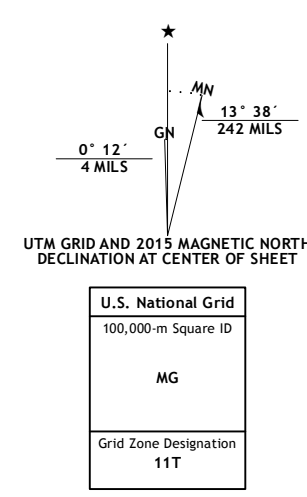 ★
MN
GN
13° 38´
242 MILS
0° 12´
4 MILS
UTM GRID AND 2015 MAGNETIC NORTH
DECLINATION AT CENTER OF SHEET
U.S. National Grid
100,000-m Square ID
MG
Grid Zone Designation
11T